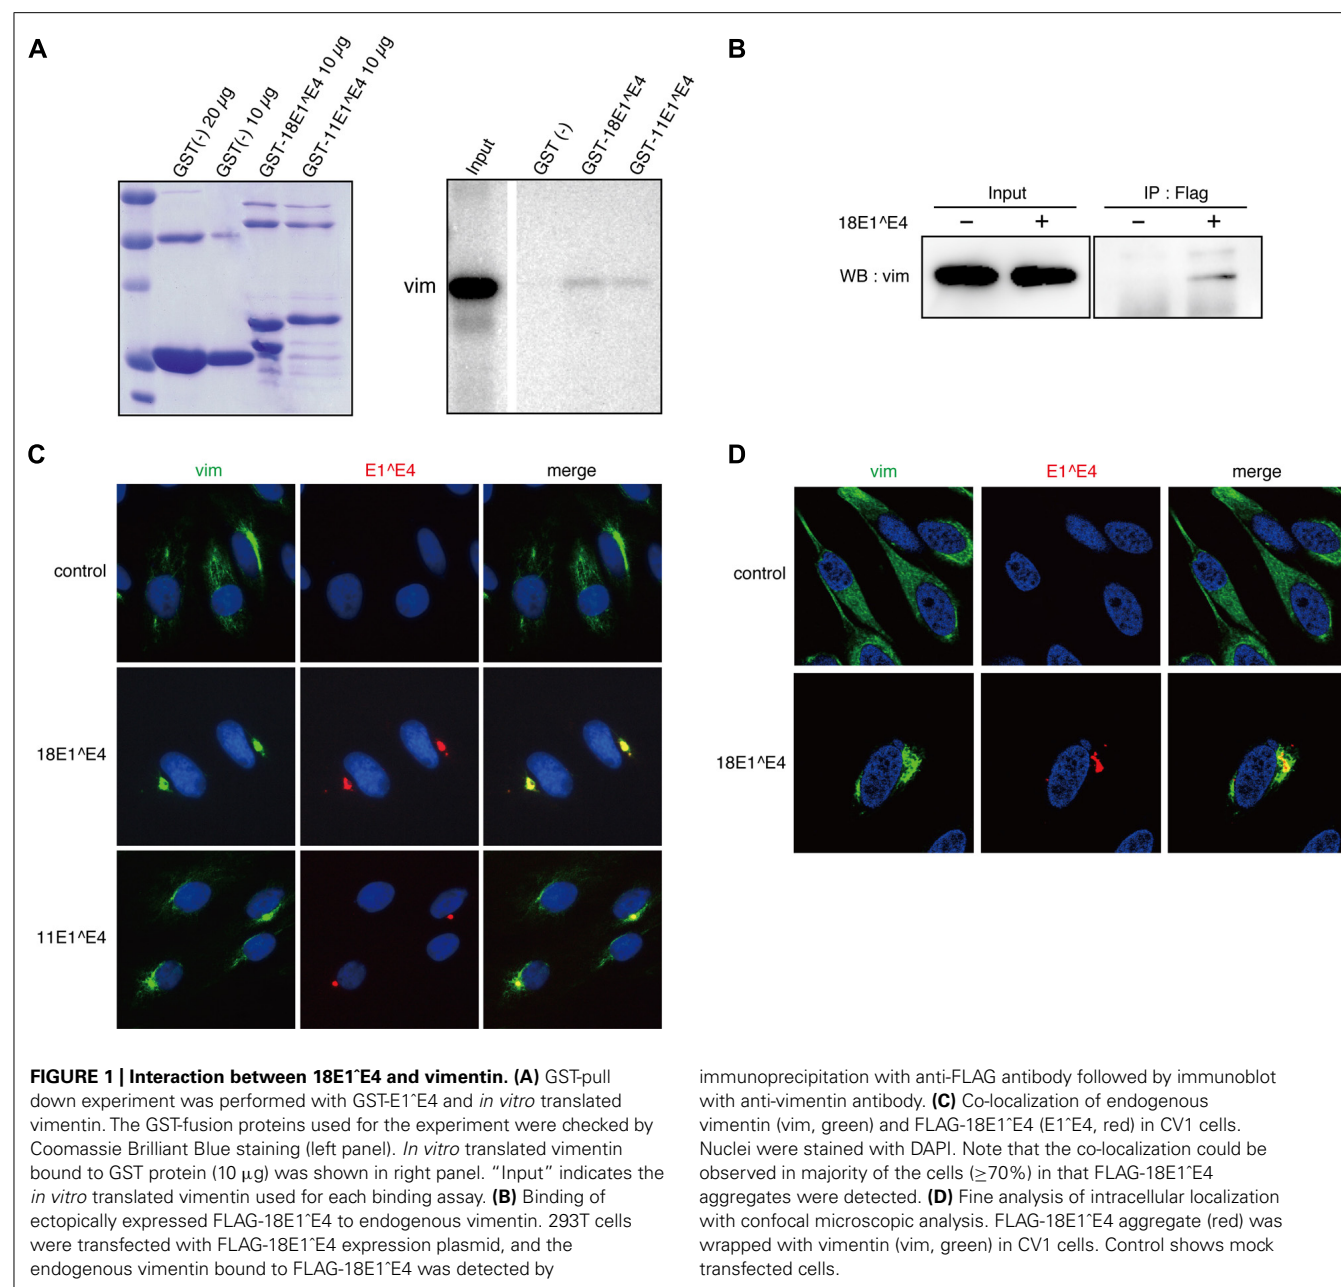 A
GST(-) 20 µg
GST(-) 10 µg
GST-18E1^E4 10 µg
GST-11E1^E4 10 µg
Input
GST (-)
GST-18E1^E4
GST-11E1^E4
vim
B
Input
IP : Flag
18E1^E4 − + − +
WB : vim
C
vim E1^E4 merge
control
18E1^E4
11E1^E4
D
vim E1^E4 merge
control
18E1^E4
FIGURE 1 | Interaction between 18E1ˆE4 and vimentin. (A) GST-pull
down experiment was performed with GST-E1ˆE4 and in vitro translated
vimentin. The GST-fusion proteins used for the experiment were checked by
Coomassie Brilliant Blue staining (left panel). In vitro translated vimentin
bound to GST protein (10 μg) was shown in right panel. “Input” indicates the
in vitro translated vimentin used for each binding assay. (B) Binding of
ectopically expressed FLAG-18E1ˆE4 to endogenous vimentin. 293T cells
were transfected with FLAG-18E1ˆE4 expression plasmid, and the
endogenous vimentin bound to FLAG-18E1ˆE4 was detected by
immunoprecipitation with anti-FLAG antibody followed by immunoblot
with anti-vimentin antibody. (C) Co-localization of endogenous
vimentin (vim, green) and FLAG-18E1ˆE4 (E1ˆE4, red) in CV1 cells.
Nuclei were stained with DAPI. Note that the co-localization could be
observed in majority of the cells (≥70%) in that FLAG-18E1ˆE4
aggregates were detected. (D) Fine analysis of intracellular localization
with confocal microscopic analysis. FLAG-18E1ˆE4 aggregate (red) was
wrapped with vimentin (vim, green) in CV1 cells. Control shows mock
transfected cells.